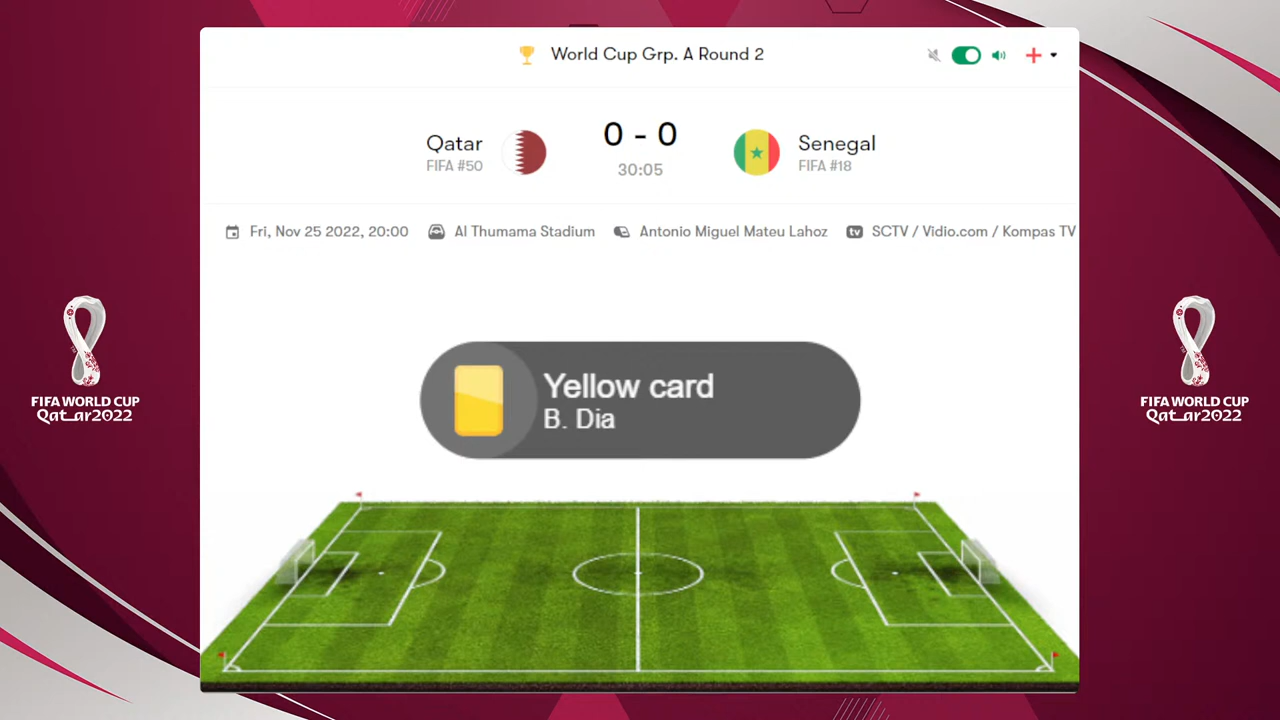 World Cup Grp. A Round 2
Qatar
FIFA #50
0 - 0
30:05
Senegal
FIFA #18
Fri, Nov 25 2022, 20:00
Al Thumama Stadium
Antonio Miguel Mateu Lahoz
tv
SCTV / Vidio.com / Kompas TV
FIFA WORLD CUP
Qatar2022
FIFA WORLD CUP
Qatar2022
Yellow card
B. Dia